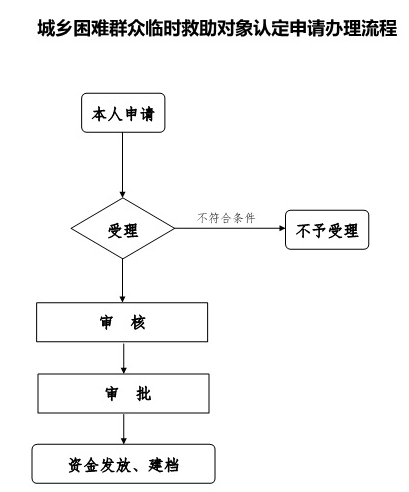 城乡困难群众临时救助对象认定申请办理流程
本人申请
受理
不符合条件
不予受理
审 核
审 批
资金发放、建档